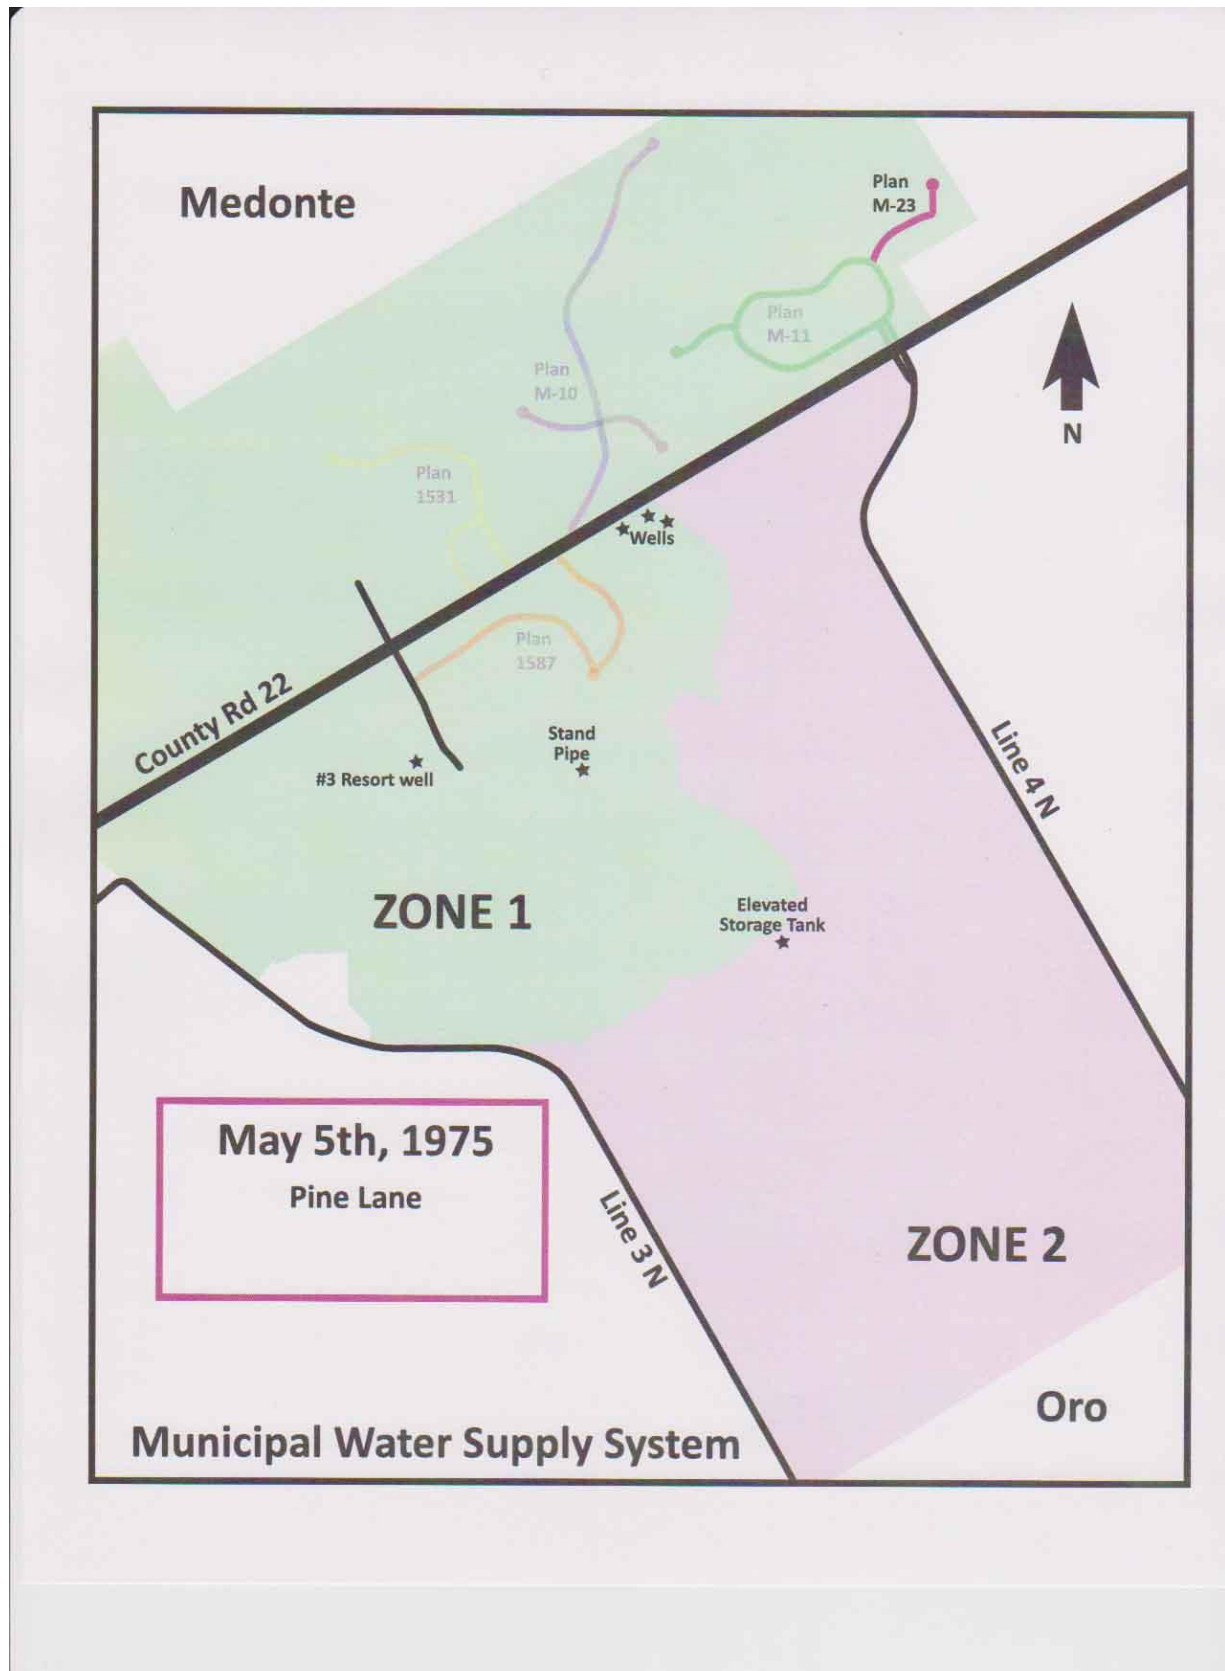 Medonte
Plan
M-23
Plan
M-11
Plan
M-10
N
Plan
1531
Wells
Plan
1587
County Rd 22
Stand
Pipe
#3 Resort well
Line 4 N
ZONE 1
Elevated
Storage Tank
May 5th, 1975
Pine Lane
Line 3 N
ZONE 2
Oro
Municipal Water Supply System